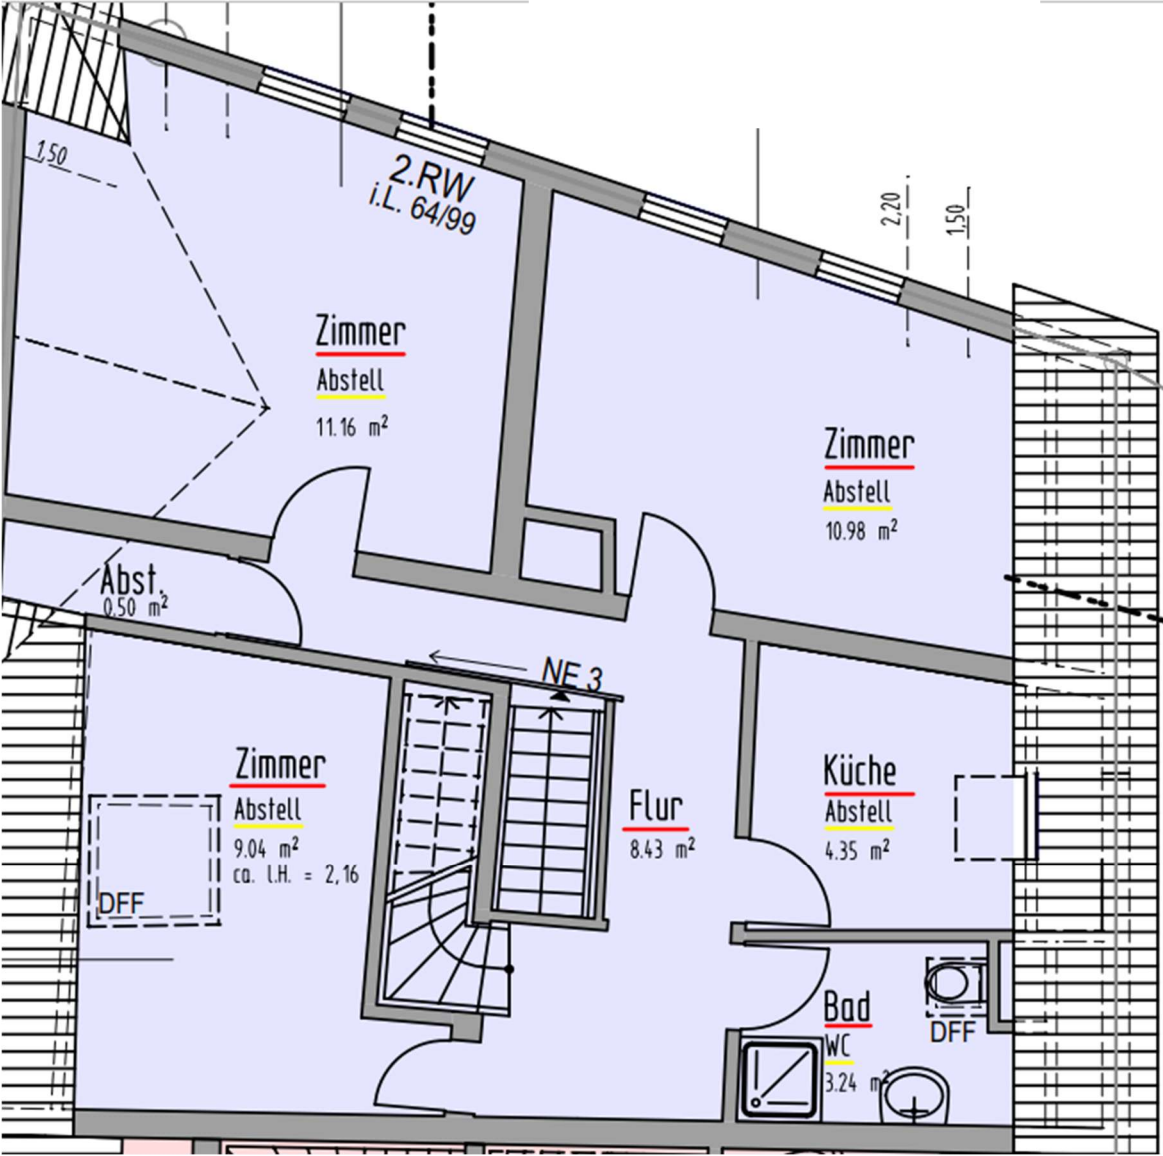 1,50
2.RW
i.L. 64/99
2,20
1,50
Zimmer
Abstell
11.16 m²
Zimmer
Abstell
10.98 m²
Abst.
0.50 m²
NE 3
Zimmer
Abstell
9.04 m²
ca. l.H. = 2,16
DFF
Flur
8.43 m²
Küche
Abstell
4.35 m²
Bad
WC
3.24 m²
DFF